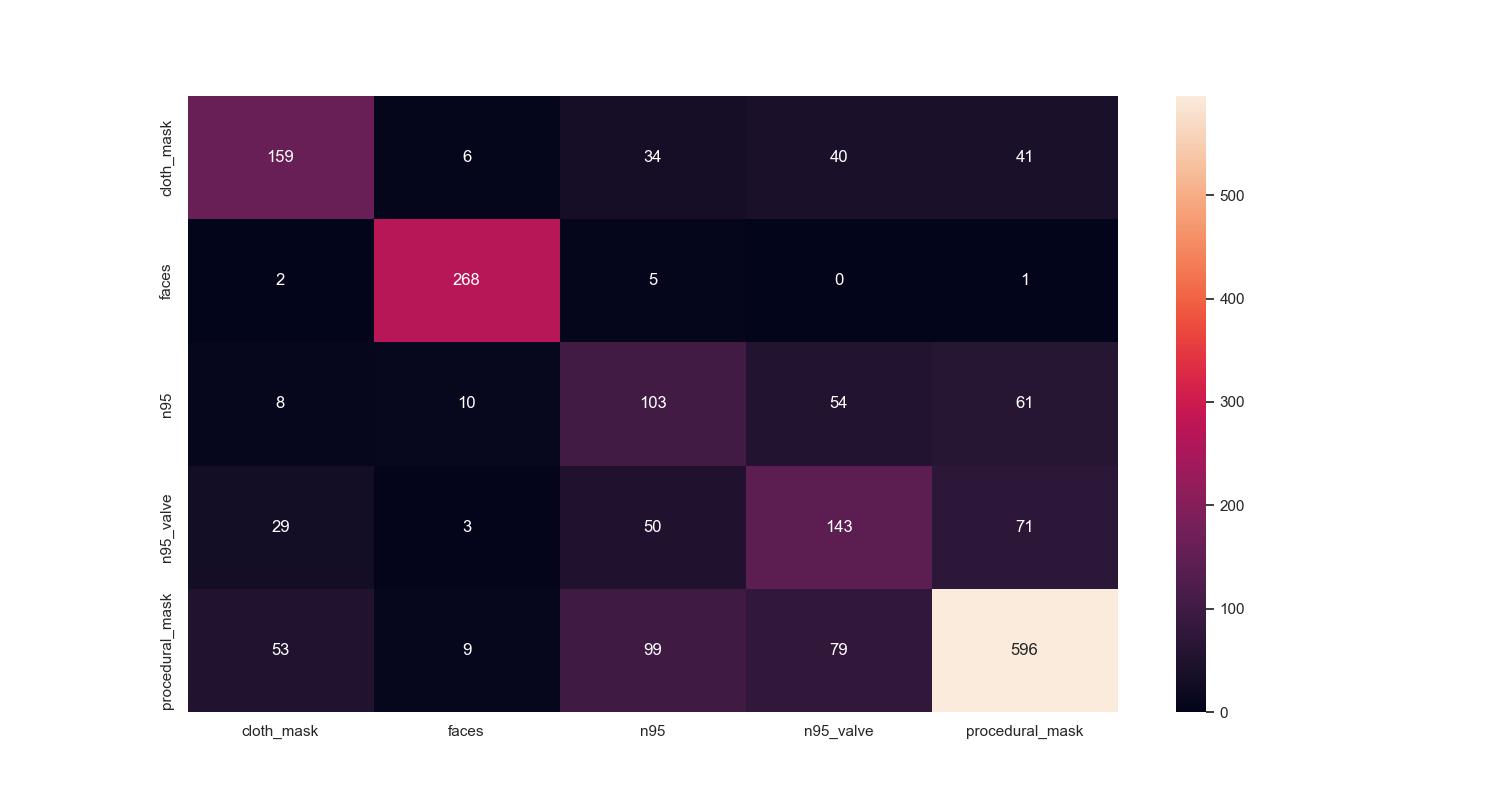 cloth_mask 159 6 34 40 41
faces 2 268 5 0 1
n95 8 10 103 54 61
n95_valve 29 3 50 143 71
procedural_mask 53 9 99 79 596
cloth_mask faces n95 n95_valve procedural_mask
500
400
300
200
100
0